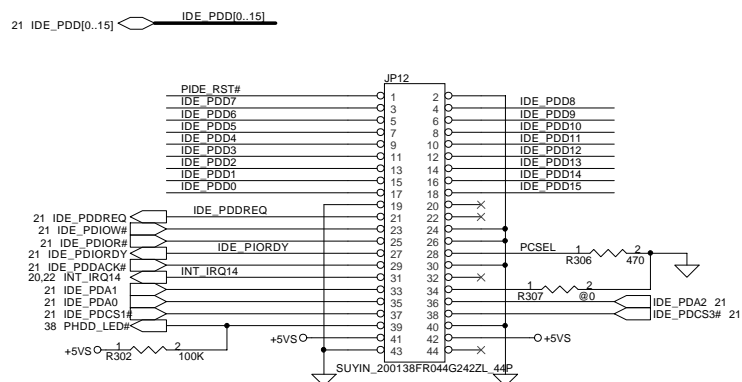 21 IDE_PDD[0..15] IDE_PDD[0..15]
JP12
PIDE_RST# 1 2
IDE_PDD7 3 4 IDE_PDD8
IDE_PDD6 5 6 IDE_PDD9
IDE_PDD5 7 8 IDE_PDD10
IDE_PDD4 9 10 IDE_PDD11
IDE_PDD3 11 12 IDE_PDD12
IDE_PDD2 13 14 IDE_PDD13
IDE_PDD1 15 16 IDE_PDD14
IDE_PDD0 17 18 IDE_PDD15
19 20
21 IDE_PDDREQ IDE_PDDREQ 21 22
21 IDE_PDIOW# 23 24
21 IDE_PDIOR# 25 26
21 IDE_PDIORDY IDE_PIORDY 27 28 PCSEL 1 2
R306 470
21 IDE_PDDACK# 29 30
20,22 INT_IRQ14 INT_IRQ14 31 32
21 IDE_PDA1 33 34 1 2
R307 @0
21 IDE_PDA0 35 36 IDE_PDA2 21
21 IDE_PDCS1# 37 38 IDE_PDCS3# 21
38 PHDD_LED# 39 40
+5VS 41 42 +5VS
+5VS 1 2 43 44
R302 100K
SUYIN_200138FR044G242ZL_44P